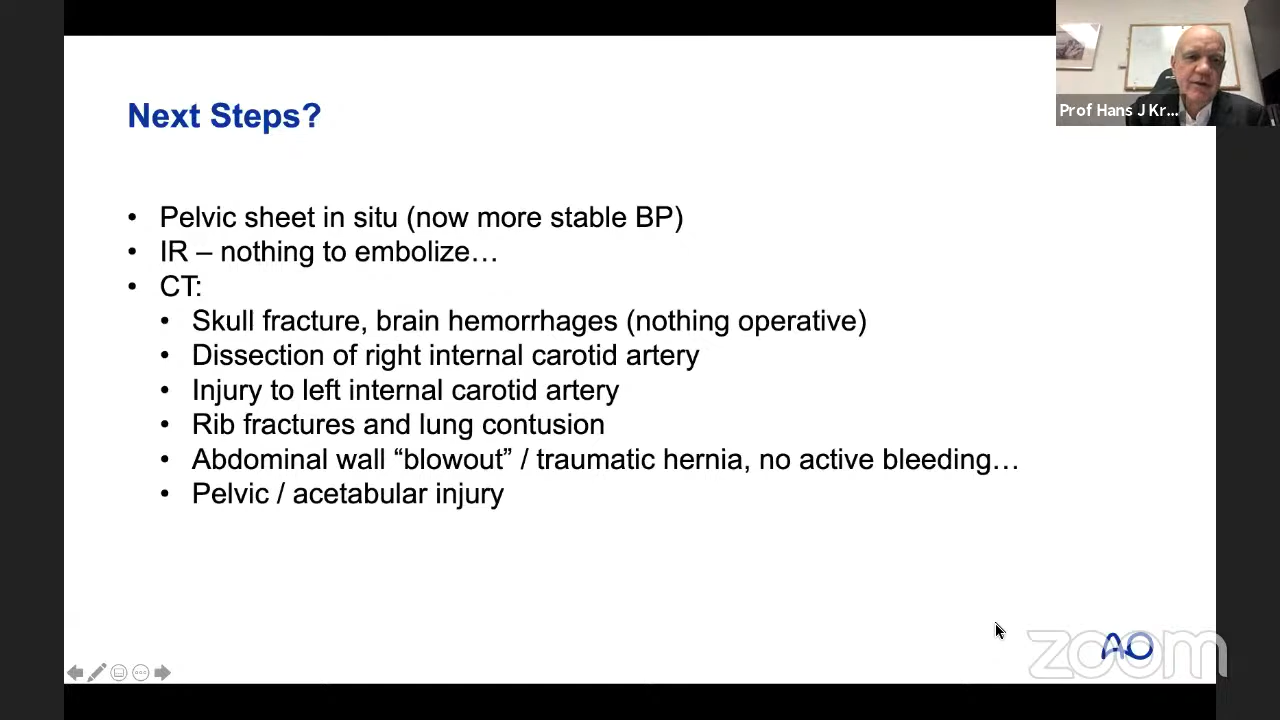 Prof Hans J Kr...
Next Steps?
• Pelvic sheet in situ (now more stable BP)
• IR – nothing to embolize…
• CT:
• Skull fracture, brain hemorrhages (nothing operative)
• Dissection of right internal carotid artery
• Injury to left internal carotid artery
• Rib fractures and lung contusion
• Abdominal wall “blowout” / traumatic hernia, no active bleeding…
• Pelvic / acetabular injury
AO
zoom